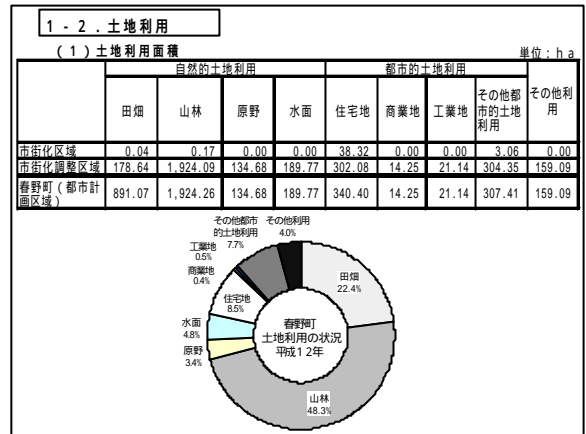 1-2.土地利用
(1)土地利用面積
単位:ha
自然的土地利用 都市的土地利用 その他利用
田畑 山林 原野 水面 住宅地 商業地 工業地 その他都市的土地利用
市街化区域 0.04 0.17 0.00 0.00 38.32 0.00 0.00 3.06 0.00
市街化調整区域 178.64 1,924.09 134.68 189.77 302.08 14.25 21.14 304.35 159.09
春野町(都市計画区域) 891.07 1,924.26 134.68 189.77 340.40 14.25 21.14 307.41 159.09
その他都市的土地利用
7.7%
その他利用
4.0%
工業地
0.5%
商業地
0.4%
田畑
22.4%
住宅地
8.5%
水面
4.8%
原野
3.4%
春野町
土地利用の状況
平成12年
山林
48.3%